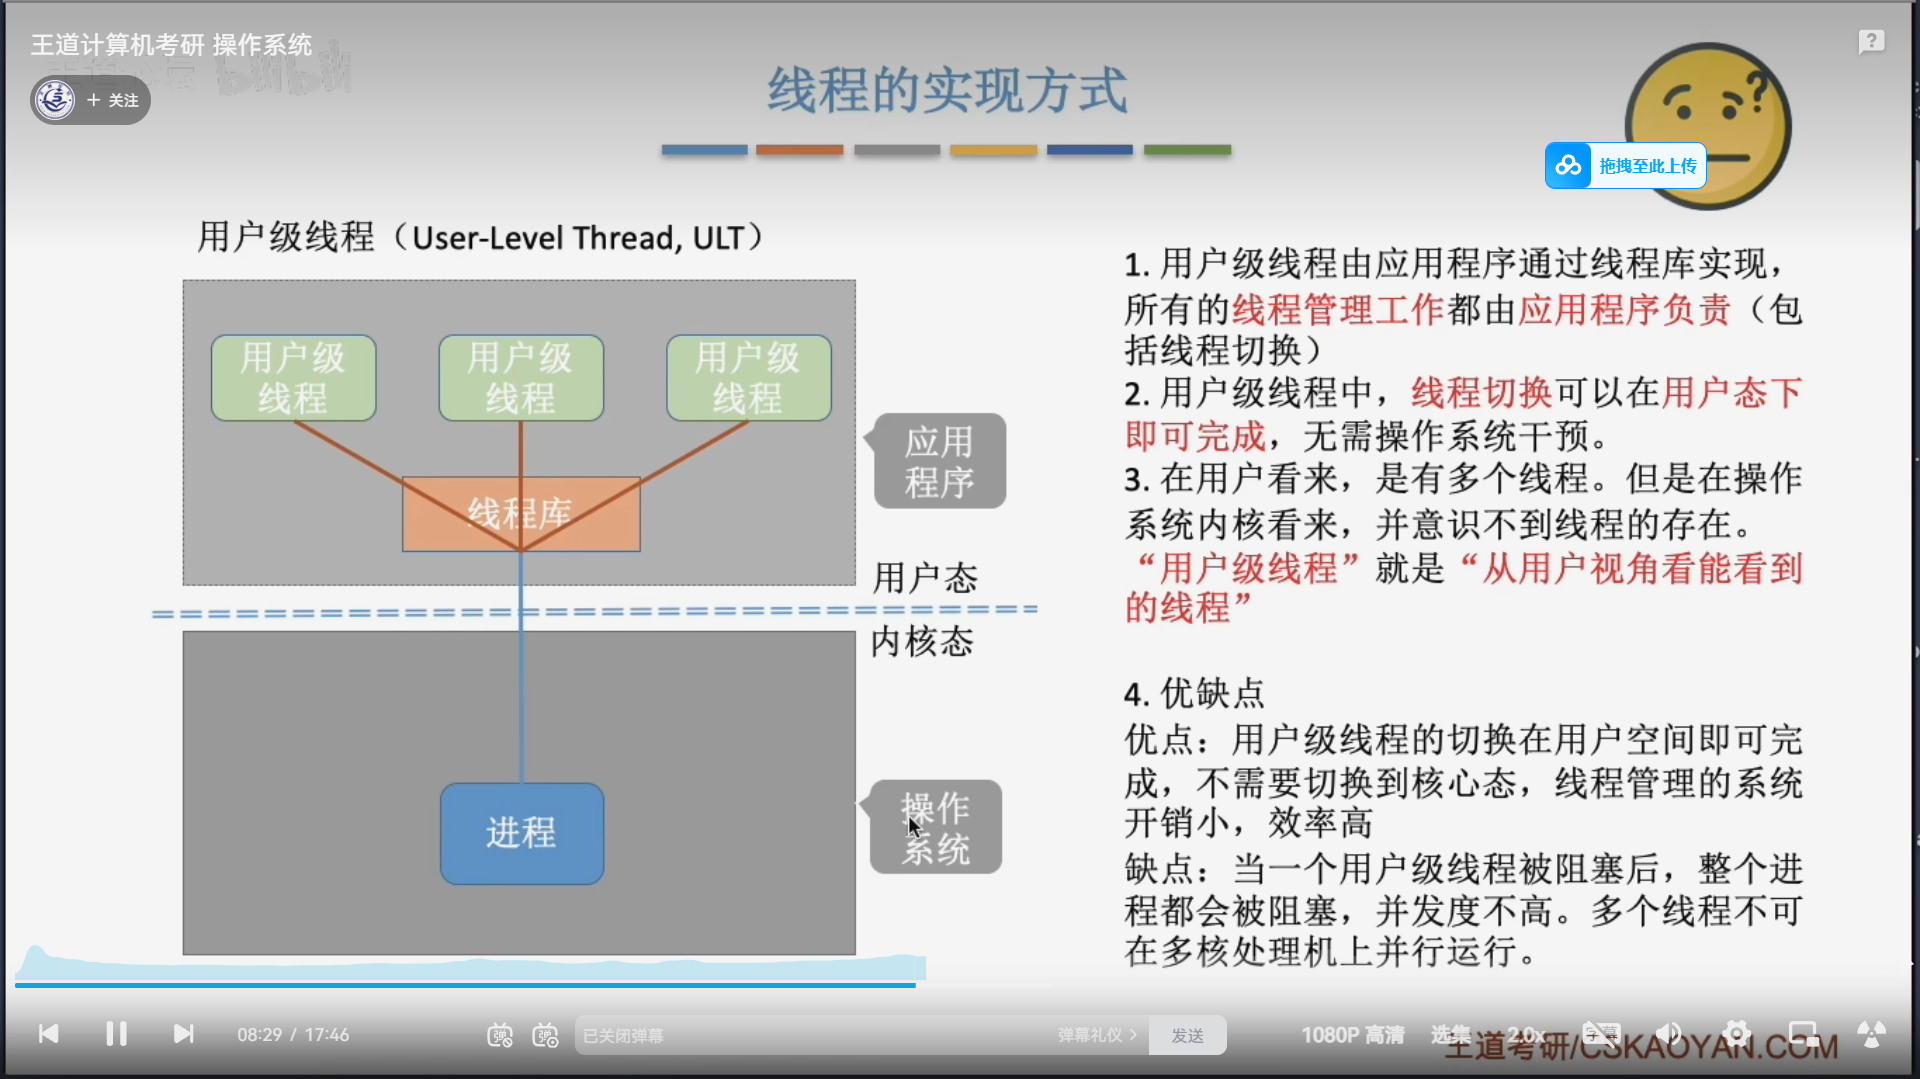 王道计算机考研 操作系统
+ 关注
线程的实现方式
拖拽至此上传
用户级线程（User-Level Thread, ULT）
用户级
线程
用户级
线程
用户级
线程
线程库
应用
程序
用户态
内核态
进程
操作
系统
1. 用户级线程由应用程序通过线程库实现，
所有的线程管理工作都由应用程序负责（包
括线程切换）
2. 用户级线程中，线程切换可以在用户态下
即可完成，无需操作系统干预。
3. 在用户看来，是有多个线程。但是在操作
系统内核看来，并意识不到线程的存在。
“用户级线程”就是“从用户视角看能看到
的线程”
4. 优缺点
优点：用户级线程的切换在用户空间即可完
成，不需要切换到核心态，线程管理的系统
开销小，效率高
缺点：当一个用户级线程被阻塞后，整个进
程都会被阻塞，并发度不高。多个线程不可
在多核处理机上并行运行。
08:29 / 17:46
弹
弹
已关闭弹幕
弹幕礼仪 >
发送
1080P 高清
选集
2.0x
字幕
王道考研/CSKAOYAN.COM